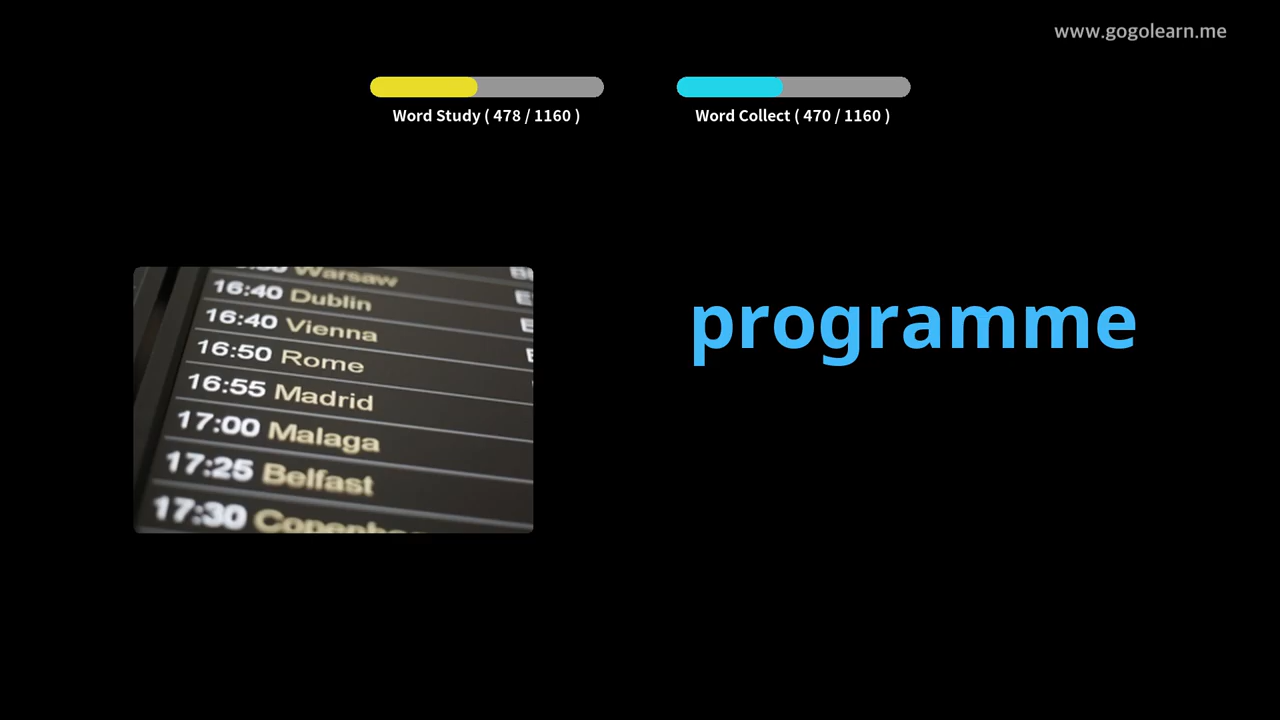 www.gogolearn.me
Word Study ( 478 / 1160 )
Word Collect ( 470 / 1160 )
Warsaw
16:40 Dublin
16:40 Vienna
16:50 Rome
16:55 Madrid
17:00 Malaga
17:25 Belfast
17:30
programme